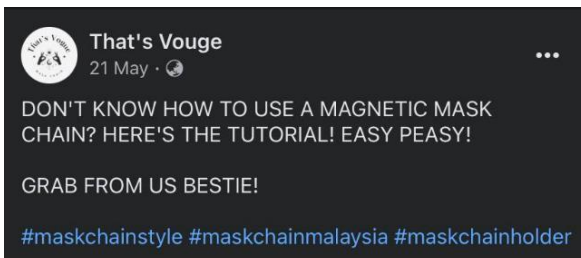 That's Vouge
21 May ·
DON'T KNOW HOW TO USE A MAGNETIC MASK
CHAIN? HERE'S THE TUTORIAL! EASY PEASY!
GRAB FROM US BESTIE!
#maskchainstyle #maskchainmalaysia #maskchainholder